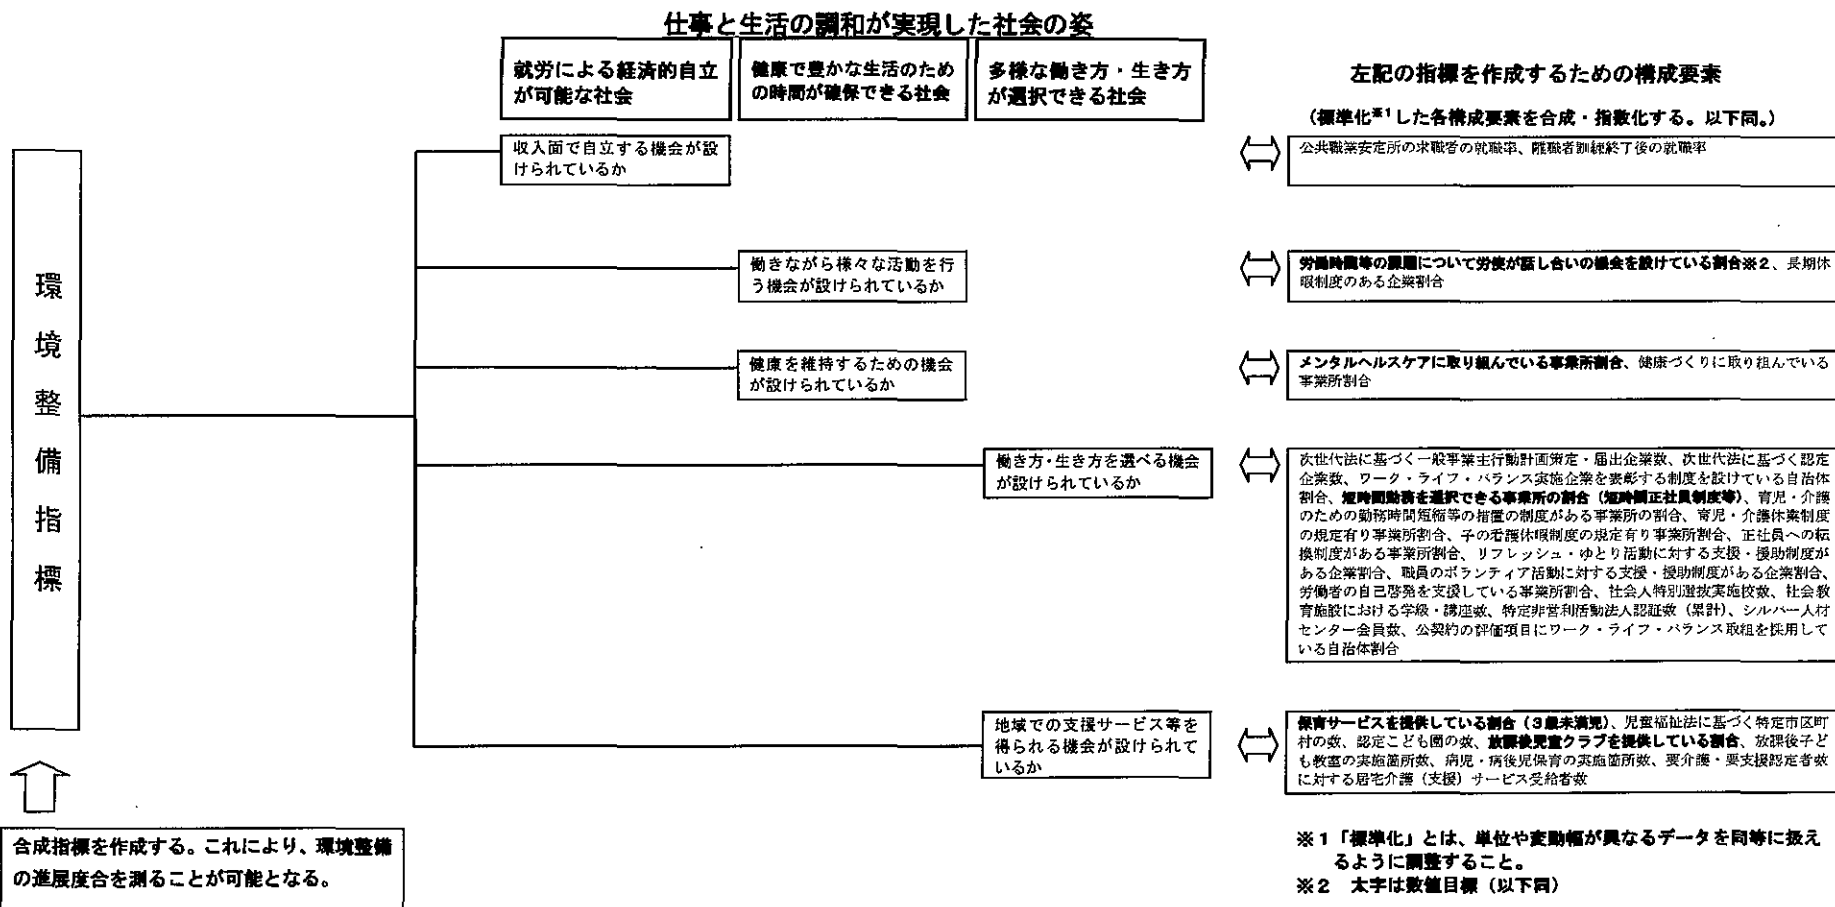 仕事と生活の調和が実現した社会の姿
就労による経済的自立
が可能な社会
健康で豊かな生活のため
の時間が確保できる社会
多様な働き方・生き方
が選択できる社会
左記の指標を作成するための構成要素
（標準化※1した各構成要素を合成・指数化する。以下同。）
環境整備指標
収入面で自立する機会が設
けられているか
公共職業安定所の求職者の就職率、離職者訓練終了後の就職率
働きながら様々な活動を行
う機会が設けられているか
労働時間等の課題について労使が話し合いの機会を設けている割合※2、長期休
暇制度のある企業割合
健康を維持するための機会
が設けられているか
メンタルヘルスケアに取り組んでいる事業所割合、健康づくりに取り組んでいる
事業所割合
働き方・生き方を選べる機会
が設けられているか
次世代法に基づく一般事業主行動計画策定・届出企業数、次世代法に基づく認定
企業数、ワーク・ライフ・バランス実施企業を表彰する制度を設けている自治体
割合、短時間勤務を選択できる事業所の割合（短時間正社員制度等）、育児・介護
のための勤務時間短縮等の措置の制度がある事業所の割合、育児・介護休業制度
の規定有り事業所割合、子の看護休暇制度の規定有り事業所割合、正社員への転
換制度がある事業所割合、リフレッシュ・ゆとり活動に対する支援・援助制度が
ある企業割合、職員のボランティア活動に対する支援・援助制度がある企業割合、
労働者の自己啓発を支援している事業所割合、社会人特別選抜実施校数、社会教
育施設における学級・講座数、特定非営利活動法人認証数（累計）、シルバー人材
センター会員数、公契約の評価項目にワーク・ライフ・バランス取組を採用して
いる自治体割合
地域での支援サービス等を
得られる機会が設けられて
いるか
保育サービスを提供している割合（３歳未満児）、児童福祉法に基づく特定市区町
村の数、認定こども園の数、放課後児童クラブを提供している割合、放課後子ど
も教室の実施箇所数、病児・病後児保育の実施箇所数、要介護・要支援認定者数
に対する居宅介護（支援）サービス受給者数
合成指標を作成する。これにより、環境整備
の進展度合を測ることが可能となる。
※1「標準化」とは、単位や変動幅が異なるデータを同等に扱え
るように調整すること。
※2　太字は数値目標（以下同）